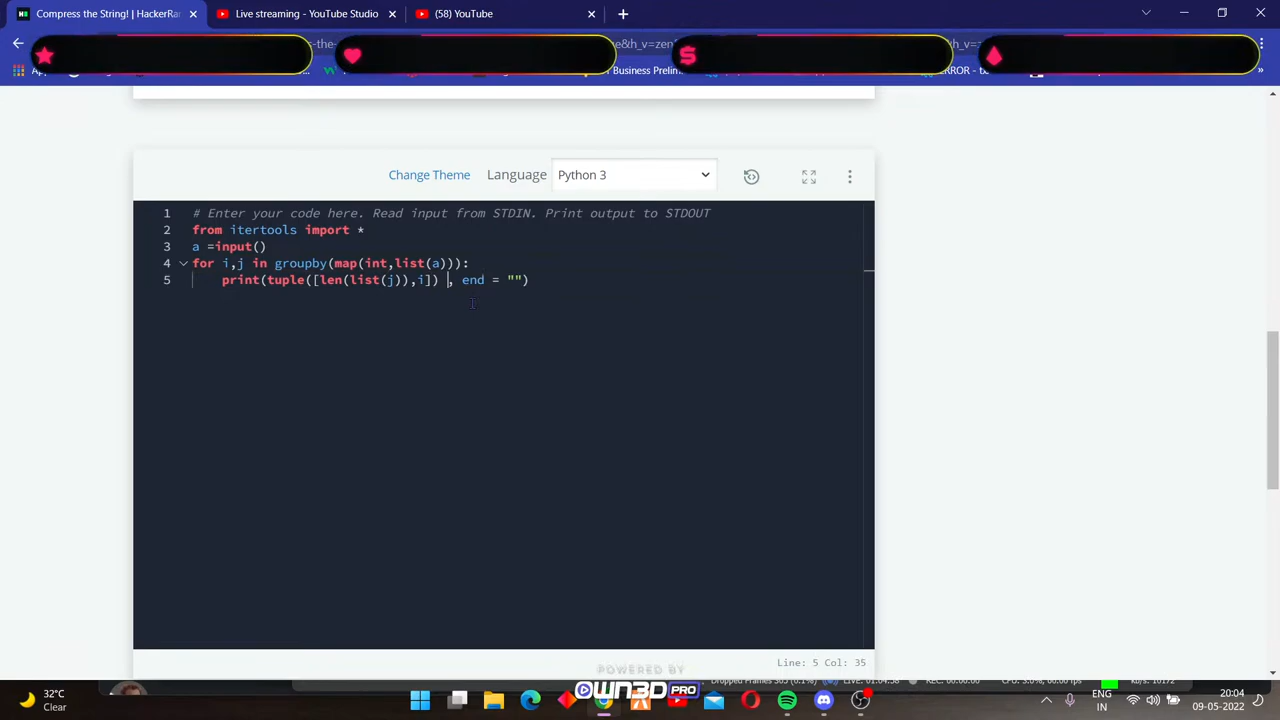 Compress the String! | HackerRan
Live streaming - YouTube Studio
(58) YouTube
Business Prelim
Change Theme Language Python 3
1 # Enter your code here. Read input from STDIN. Print output to STDOUT
2 from itertools import *
3 a =input()
4 for i,j in groupby(map(int,list(a))):
5 print(tuple([len(list(j)),i]) , end = "")
Line: 5 Col: 35
POWERED BY
OWN3D PRO
32°C
Clear
ENG
IN
20:04
09-05-2022